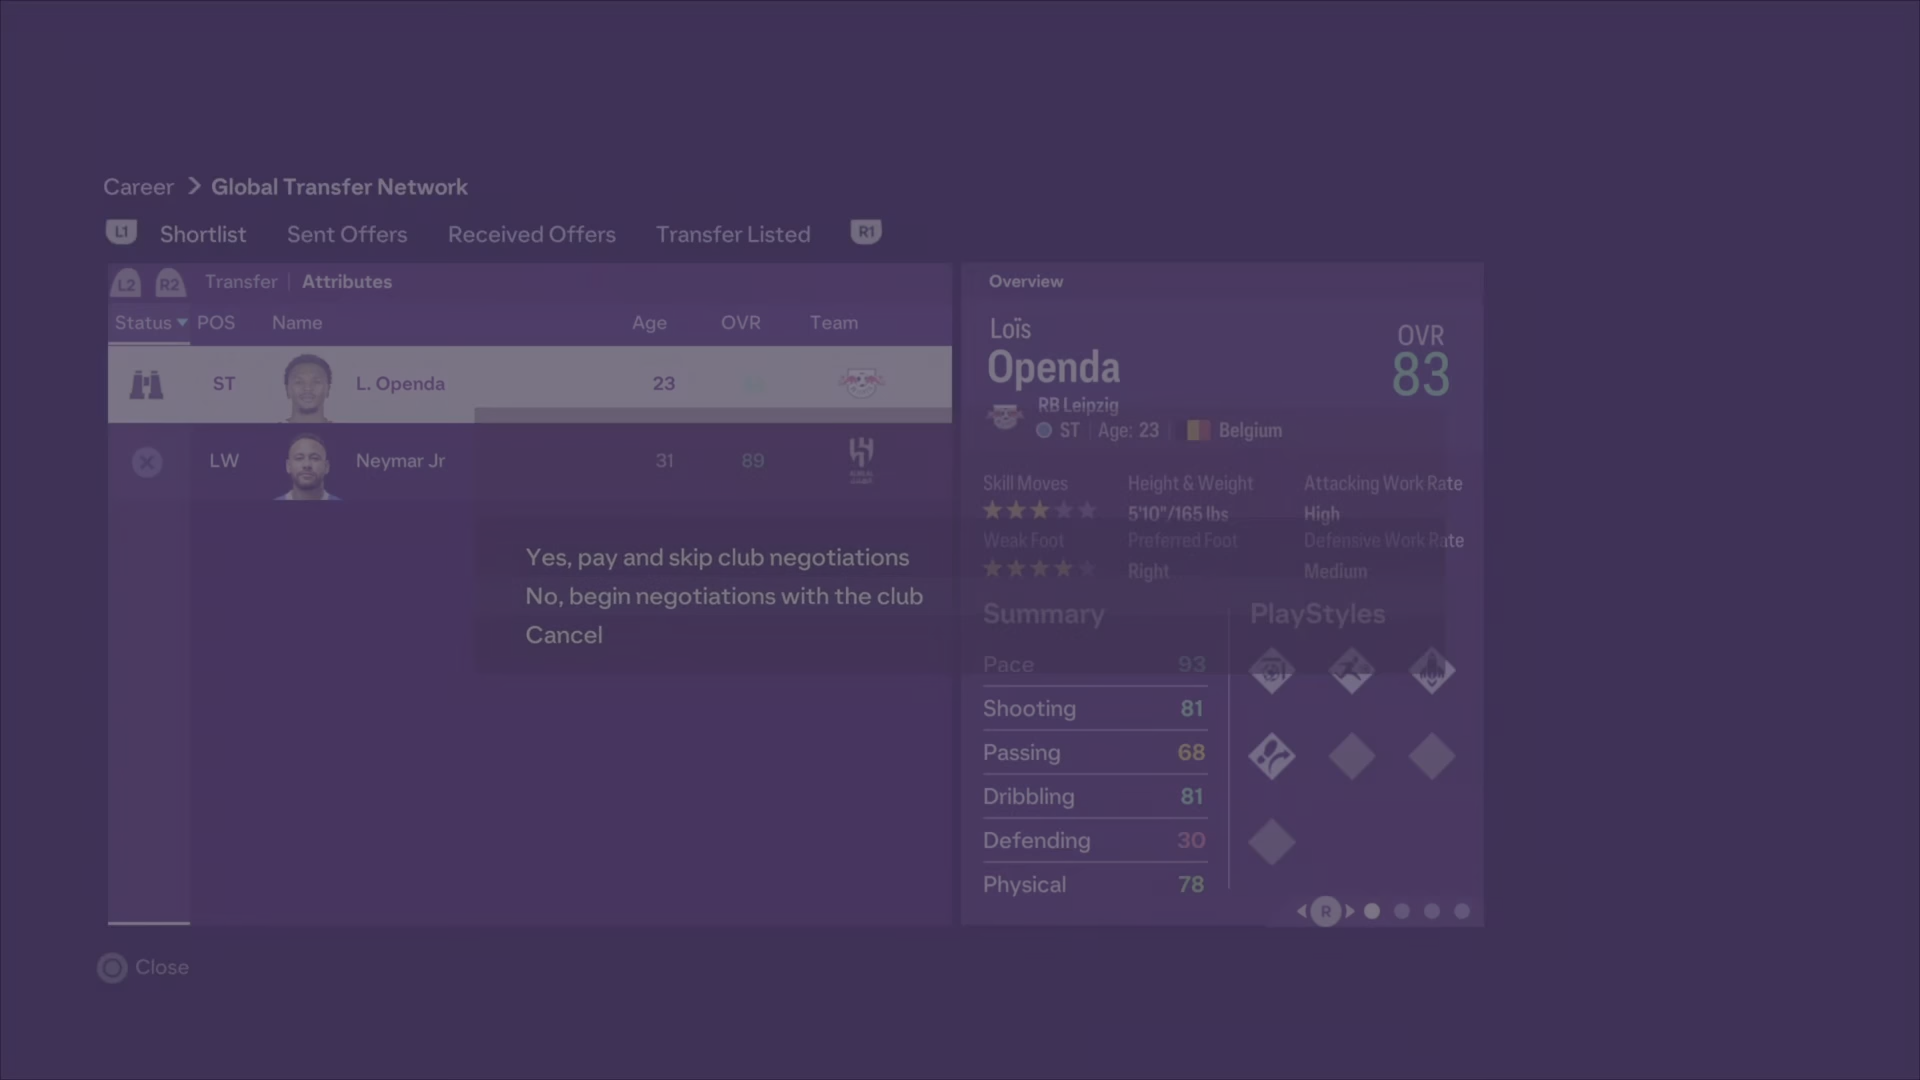 Career > Global Transfer Network
L1 Shortlist Sent Offers Received Offers Transfer Listed R1
L2 R2 Transfer | Attributes
Status POS Name Age OVR Team
ST L. Openda 23
LW Neymar Jr 31 89
Yes, pay and skip club negotiations
No, begin negotiations with the club
Cancel
Overview
Loïs
Openda
OVR
83
RB Leipzig
ST | Age: 23 | Belgium
Skill Moves Height & Weight Attacking Work Rate
5'10"/165 lbs High
Weak Foot Preferred Foot Defensive Work Rate
Right Medium
Summary PlayStyles
Pace 93
Shooting 81
Passing 68
Dribbling 81
Defending 30
Physical 78
R
Close